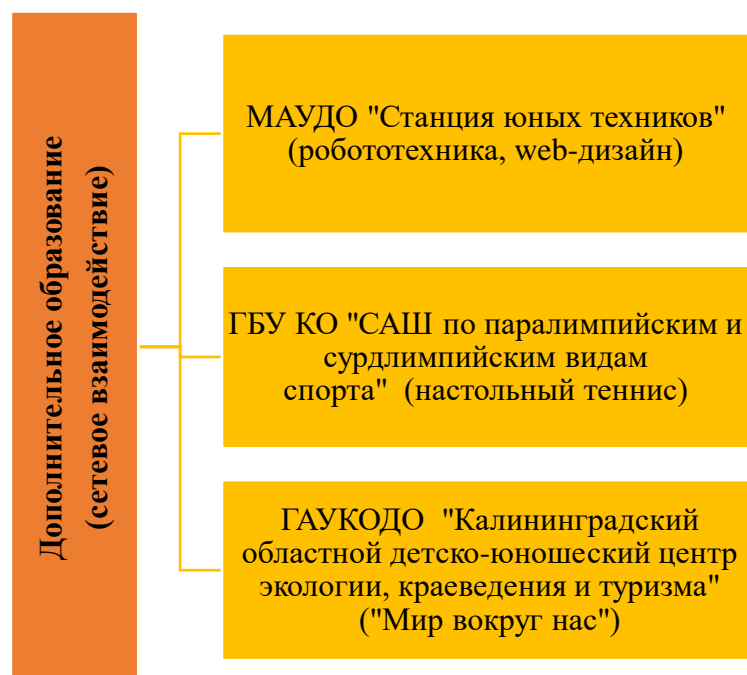 Дополнительное образование
(сетевое взаимодействие)
МАУДО "Станция юных техников"
(робототехника, web-дизайн)
ГБУ КО "САШ по паралимпийским и
сурдлимпийским видам
спорта" (настольный теннис)
ГАУКОДО "Калининградский
областной детско-юношеский центр
экологии, краеведения и туризма"
("Мир вокруг нас")